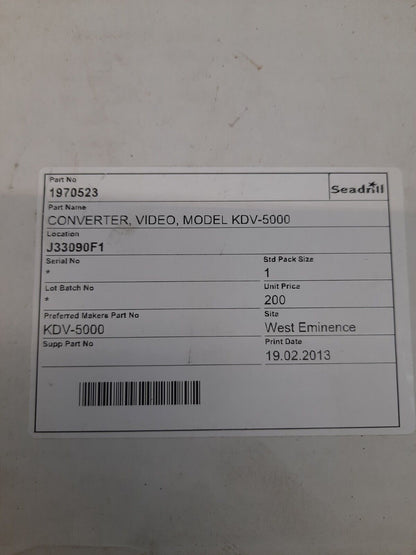 Part No
1970523
Seadrill
Part Name
CONVERTER, VIDEO, MODEL KDV-5000
Location
J33090F1
Serial No
*
Std Pack Size
1
Lot Batch No
*
Unit Price
200
Preferred Makers Part No
KDV-5000
Site
West Eminence
Supp Part No
Print Date
19.02.2013